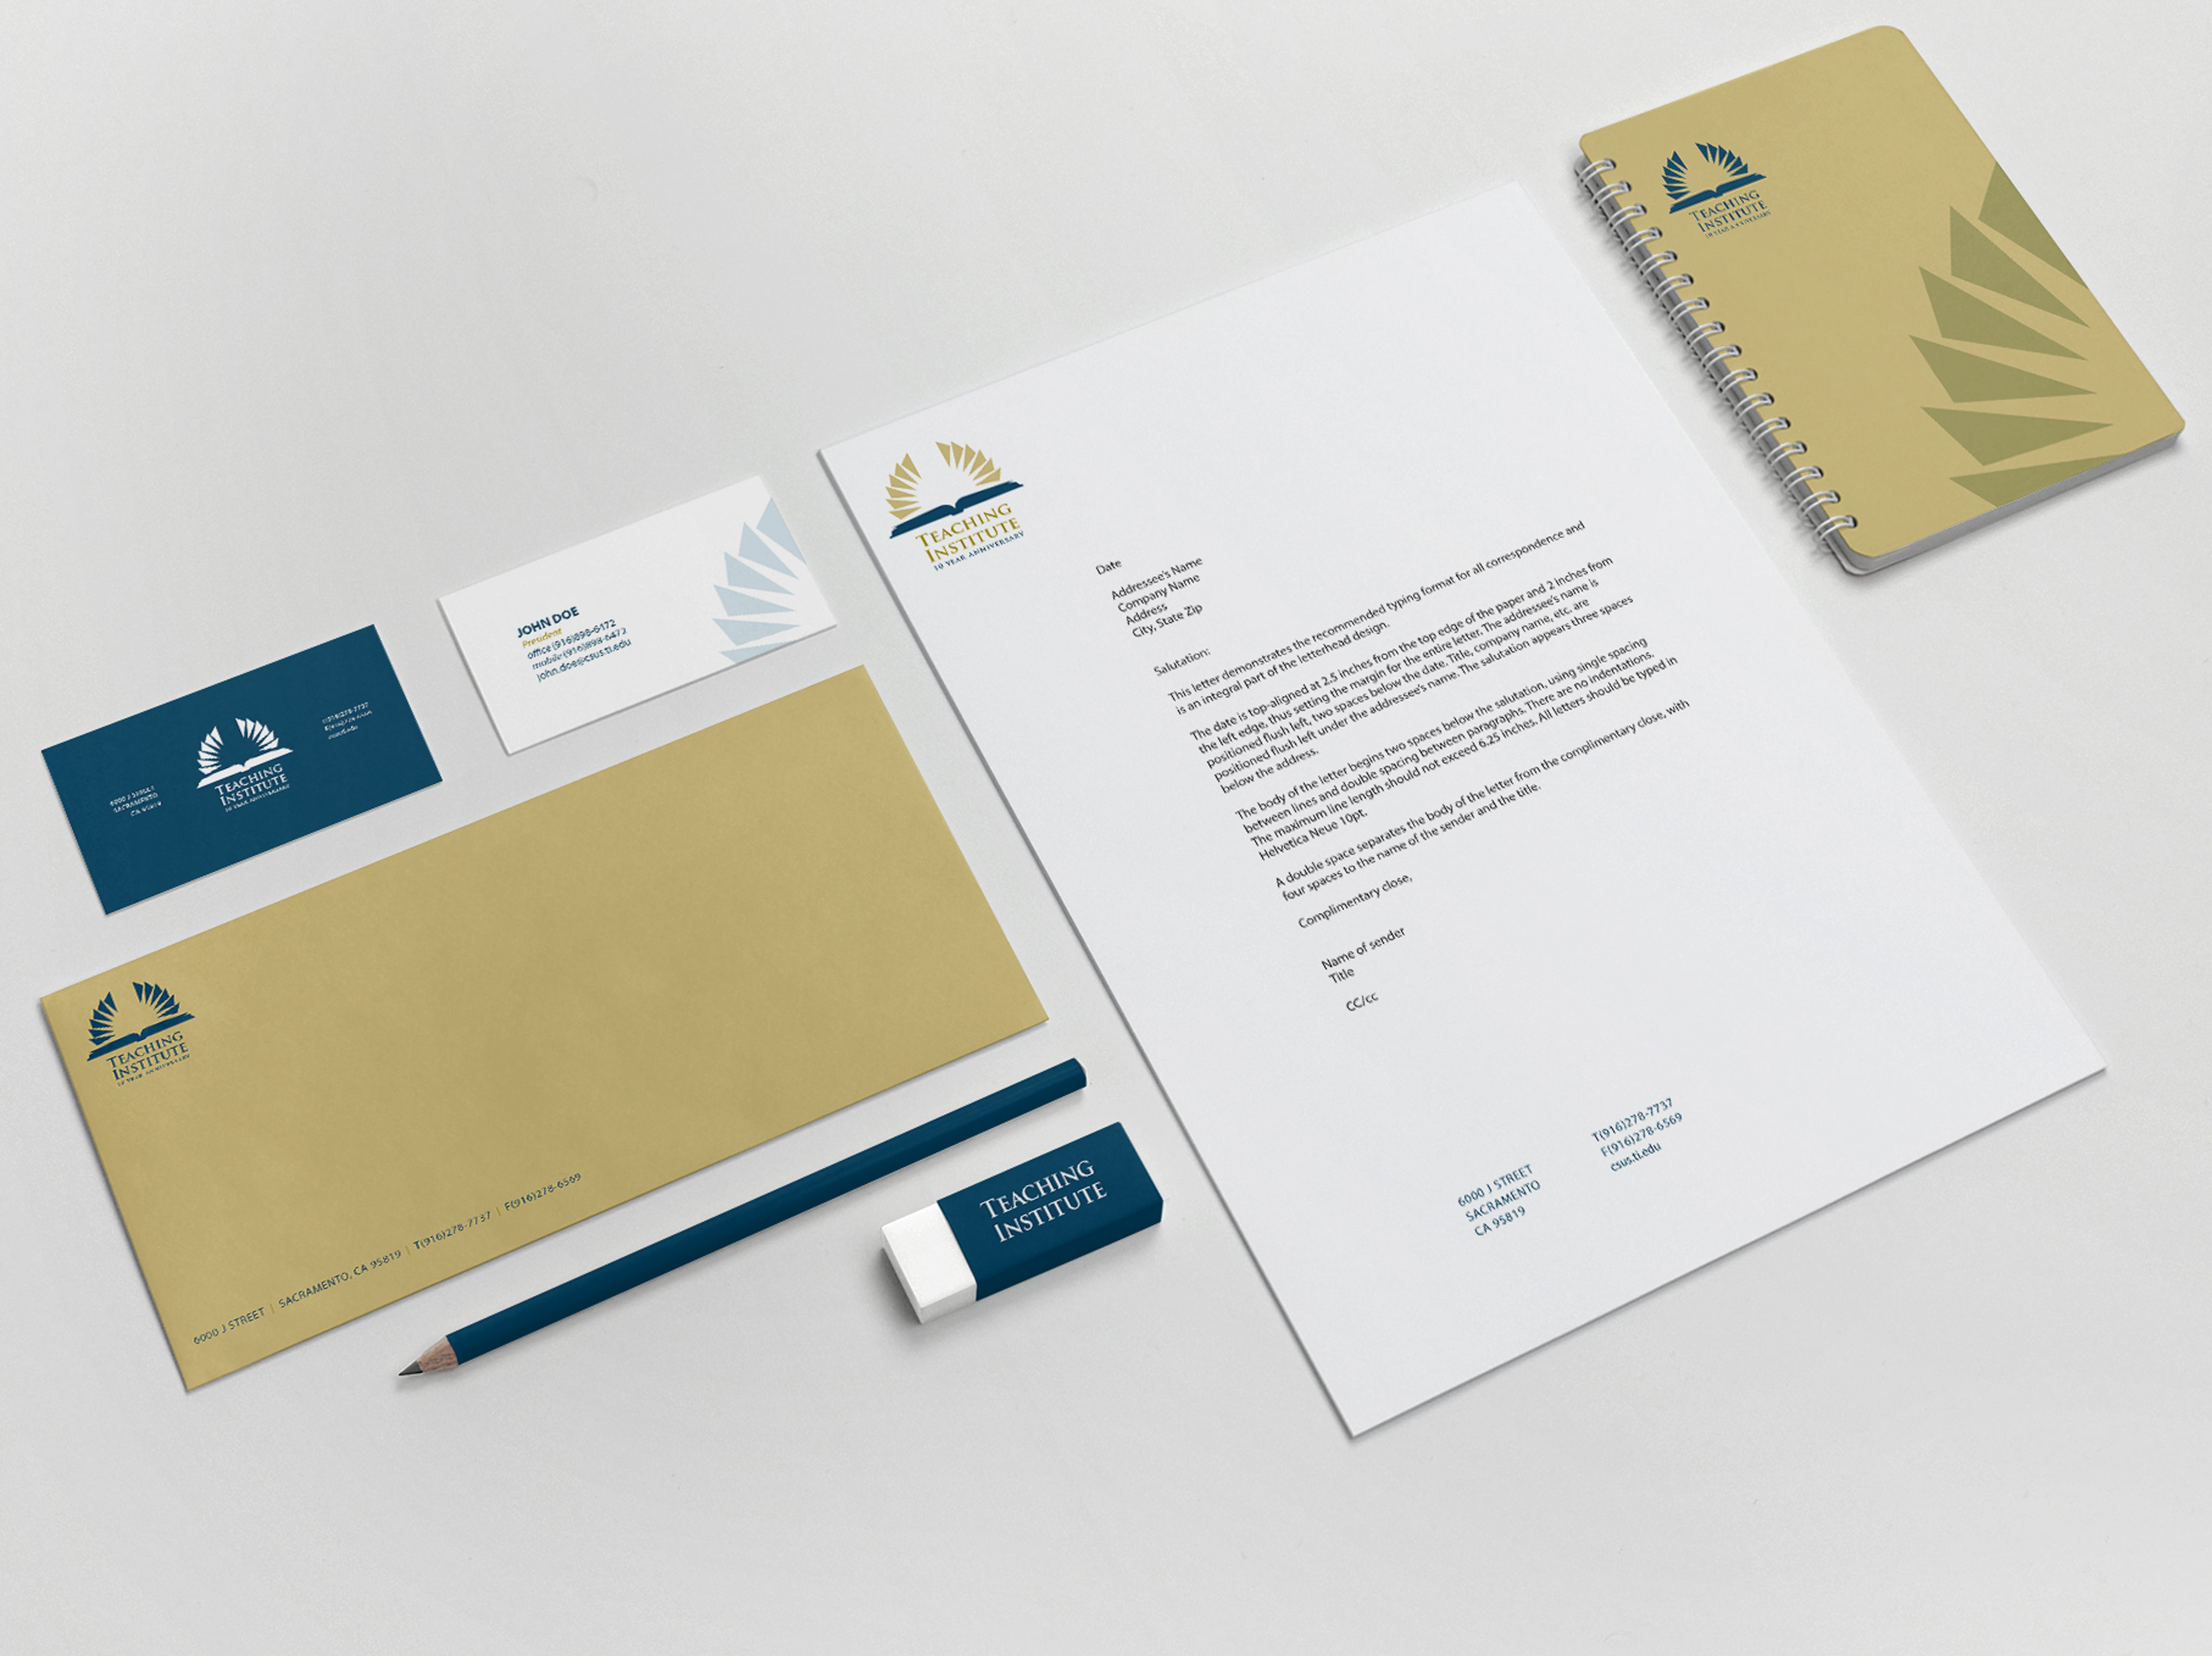 TEACHING
INSTITUTE
10 YEAR ANNIVERSARY
6000 J STREET
SACRAMENTO
CA 95819
T(916)278-7737
JOHN DOE
President
office (916)898-6172
mobile (916)898-6472
john.doe@csus.ti.edu
TEACHING
INSTITUTE
10 YEAR ANNIVERSARY
6000 J STREET | SACRAMENTO, CA 95819 | T(916)278-7737 | F(916)278-6569
TEACHING
INSTITUTE
TEACHING
INSTITUTE
10 YEAR ANNIVERSARY
Date
Addressee's Name
Company Name
Address
City, State Zip
Salutation:
This letter demonstrates the recommended typing format for all correspondence and
is an integral part of the letterhead design.
The date is top-aligned at 2.5 inches from the top edge of the paper and 2 inches from
the left edge, thus setting the margin for the entire letter. The addressee's name is
positioned flush left, two spaces below the date. Title, company name, etc. are
positioned flush left under the addressee's name. The salutation appears three spaces
below the address.
The body of the letter begins two spaces below the salutation, using single spacing
between lines and double spacing between paragraphs. There are no indentations.
The maximum line length should not exceed 6.25 inches. All letters should be typed in
Helvetica Neue 10pt.
A double space separates the body of the letter from the complimentary close, with
four spaces to the name of the sender and the title.
Complimentary close,
Name of sender
Title
CC/cc
6000 J STREET
SACRAMENTO
CA 95819
T(916)278-7737
F(916)278-6569
csus.ti.edu
TEACHING
INSTITUTE
10 YEAR ANNIVERSARY